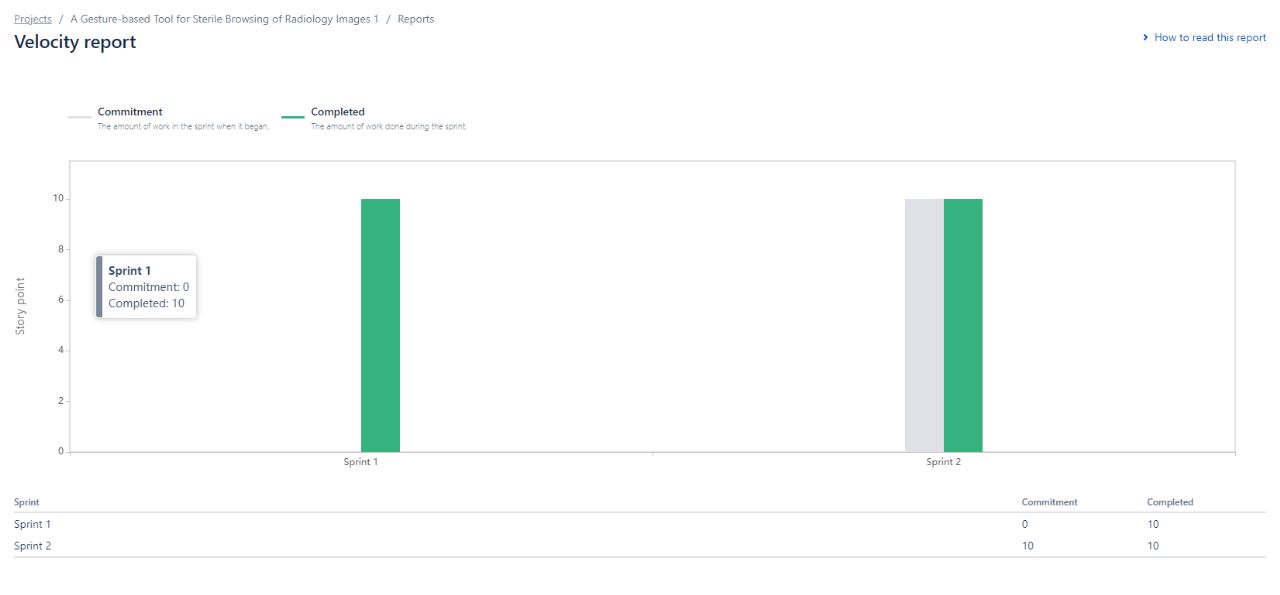 Projects / A Gesture-based Tool for Sterile Browsing of Radiology Images 1 / Reports
Velocity report
How to read this report
Commitment
The amount of work in the sprint when it began.
Completed
The amount of work done during the sprint.
Story point
10
8
6
4
2
0
Sprint 1
Commitment: 0
Completed: 10
Sprint 1
Sprint 2
Sprint Commitment Completed
Sprint 1 0 10
Sprint 2 10 10